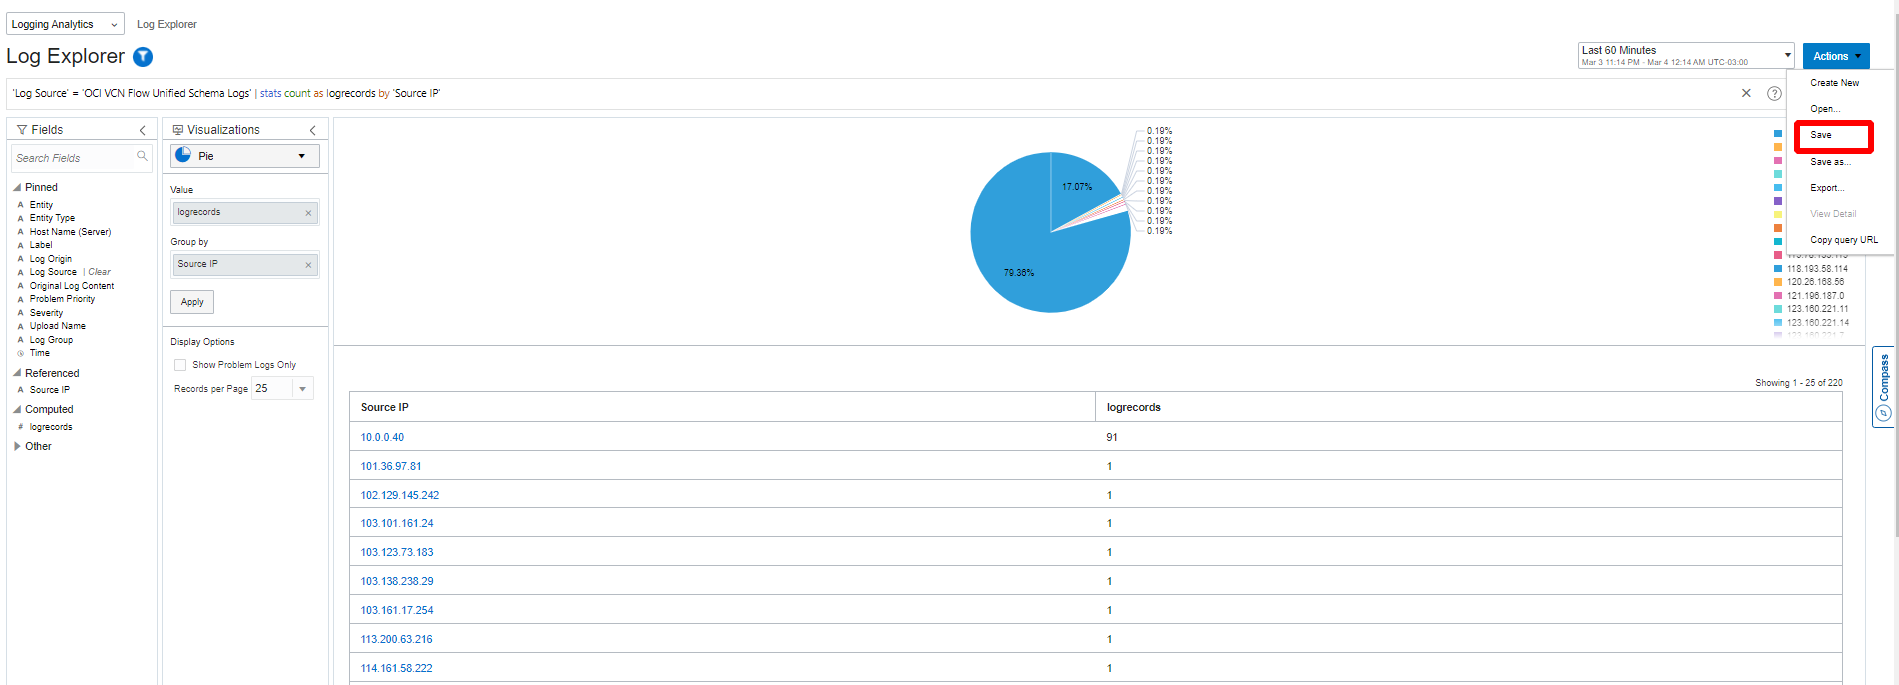 Logging Analytics
Log Explorer
Log Explorer
Last 60 Minutes
Mar 3 11:14 PM - Mar 4 12:14 AM UTC-03:00
Actions
'Log Source' = 'OCI VCN Flow Unified Schema Logs' | stats count as logrecords by 'Source IP'
Create New
Open...
Save
Save as...
Export...
View Detail
Copy query URL
Fields
Search Fields
Pinned
A Entity
A Entity Type
A Host Name (Server)
A Label
A Log Origin
A Log Source | Clear
A Original Log Content
A Problem Priority
A Severity
A Upload Name
A Log Group
Time
Referenced
A Source IP
Computed
# logrecords
Other
Visualizations
Pie
Value
logrecords
Group by
Source IP
Apply
Display Options
Show Problem Logs Only
Records per Page 25
0.19%
0.19%
0.19%
0.19%
0.19%
0.19%
0.19%
0.19%
0.19%
0.19%
0.19%
17.07%
79.36%
118.193.58.114
120.26.168.56
121.196.187.0
123.160.221.11
123.160.221.14
Compass
Showing 1 - 25 of 220
Source IP logrecords
10.0.0.40 91
101.36.97.81 1
102.129.145.242 1
103.101.161.24 1
103.123.73.183 1
103.138.238.29 1
103.161.17.254 1
113.200.63.216 1
114.161.58.222 1